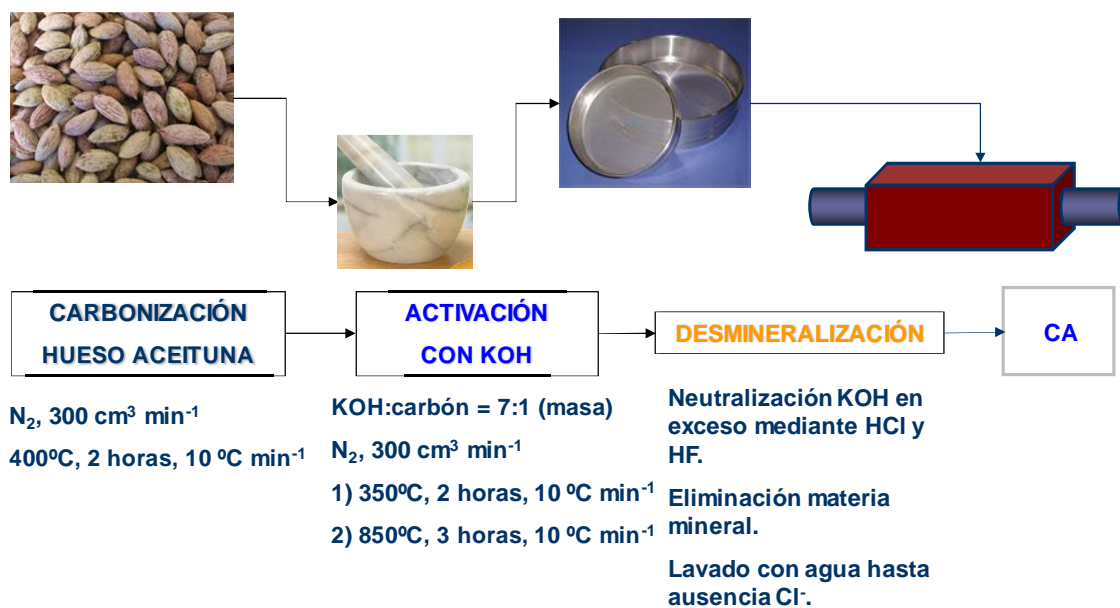 CARBONIZACIÓN
HUESO ACEITUNA
N₂, 300 cm³ min⁻¹
400ºC, 2 horas, 10 ºC min⁻¹
ACTIVACIÓN
CON KOH
KOH:carbón = 7:1 (masa)
N₂, 300 cm³ min⁻¹
1) 350ºC, 2 horas, 10 ºC min⁻¹
2) 850ºC, 3 horas, 10 ºC min⁻¹
DESMINERALIZACIÓN
Neutralización KOH en
exceso mediante HCl y
HF.
Eliminación materia
mineral.
Lavado con agua hasta
ausencia Cl⁻.
CA